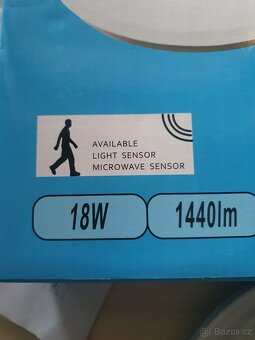 AVAILABLE
LIGHT SENSOR
MICROWAVE SENSOR
18W
1440lm
Bazos.cz